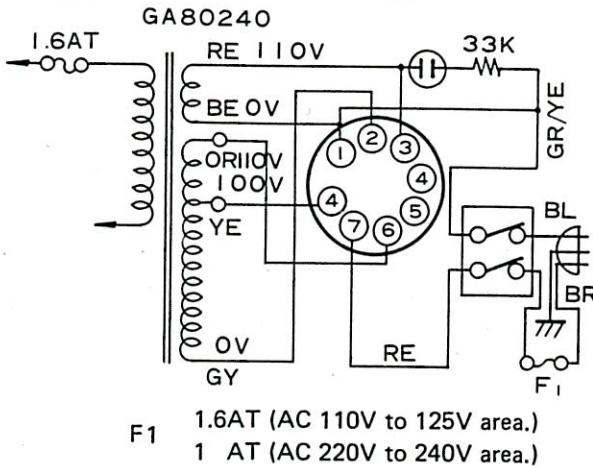 GA80240
1.6AT
RE 110V
33K
BE 0V
GR/YE
2
1
3
OR110V
4
100V
4
5
YE
7
6
BL
BR
0V
RE
GY
F1
F1 1.6AT (AC 110V to 125V area.)
1 AT (AC 220V to 240V area.)